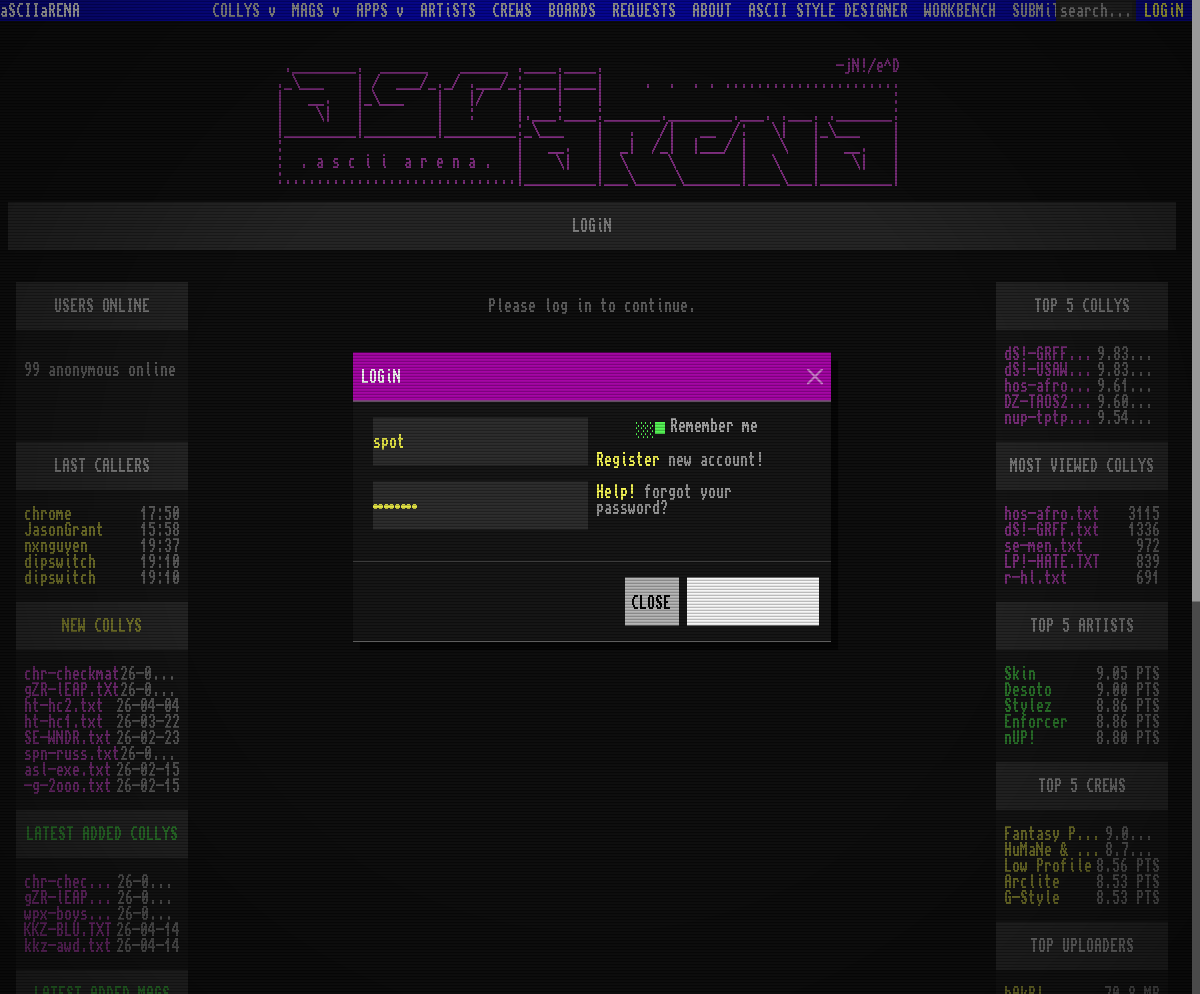 aSCIIaRENA COLLYS v MAGS v APPS v ARTiSTS CREWS BOARDS REQUESTS ABOUT ASCII STYLE DESIGNER WORKBENCH SUBMiT search... LOGiN
-jN!/e^D
ascii arena
.ascii arena.
LOGiN
USERS ONLINE
99 anonymous online
LAST CALLERS
chrome 17:50
JasonGrant 15:58
nxnguyen 19:37
dipswitch 19:10
dipswitch 19:10
NEW COLLYS
chr-checkmat26-0...
gZR-lEAP.tXt26-0...
ht-hc2.txt 26-04-04
ht-hc1.txt 26-03-22
SE-WNDR.txt 26-02-23
spn-russ.txt26-0...
asl-exe.txt 26-02-15
-g-2ooo.txt 26-02-15
LATEST ADDED COLLYS
chr-chec... 26-0...
gZR-lEAP... 26-0...
wpx-boys... 26-0...
KKZ-BLU.TXT 26-04-14
kkz-awd.txt 26-04-14
LATEST ADDED MAGS
Please log in to continue.
LOGiN
spot
Remember me
Register new account!
Help! forgot your
password?
CLOSE
TOP 5 COLLYS
dS!-GRFF... 9.83...
dS!-USAW... 9.83...
hos-afro... 9.61...
DZ-TAOS2... 9.60...
nup-tptp... 9.54...
MOST VIEWED COLLYS
hos-afro.txt 3115
dS!-GRFF.txt 1336
se-men.txt 972
LP!-HATE.TXT 839
r-hl.txt 691
TOP 5 ARTISTS
Skin 9.05 PTS
Desoto 9.00 PTS
Stylez 8.86 PTS
Enforcer 8.86 PTS
nUP! 8.80 PTS
TOP 5 CREWS
Fantasy P... 9.0...
HuMaNe & ... 8.7...
Low Profile 8.56 PTS
Arclite 8.53 PTS
G-Style 8.53 PTS
TOP UPLOADERS